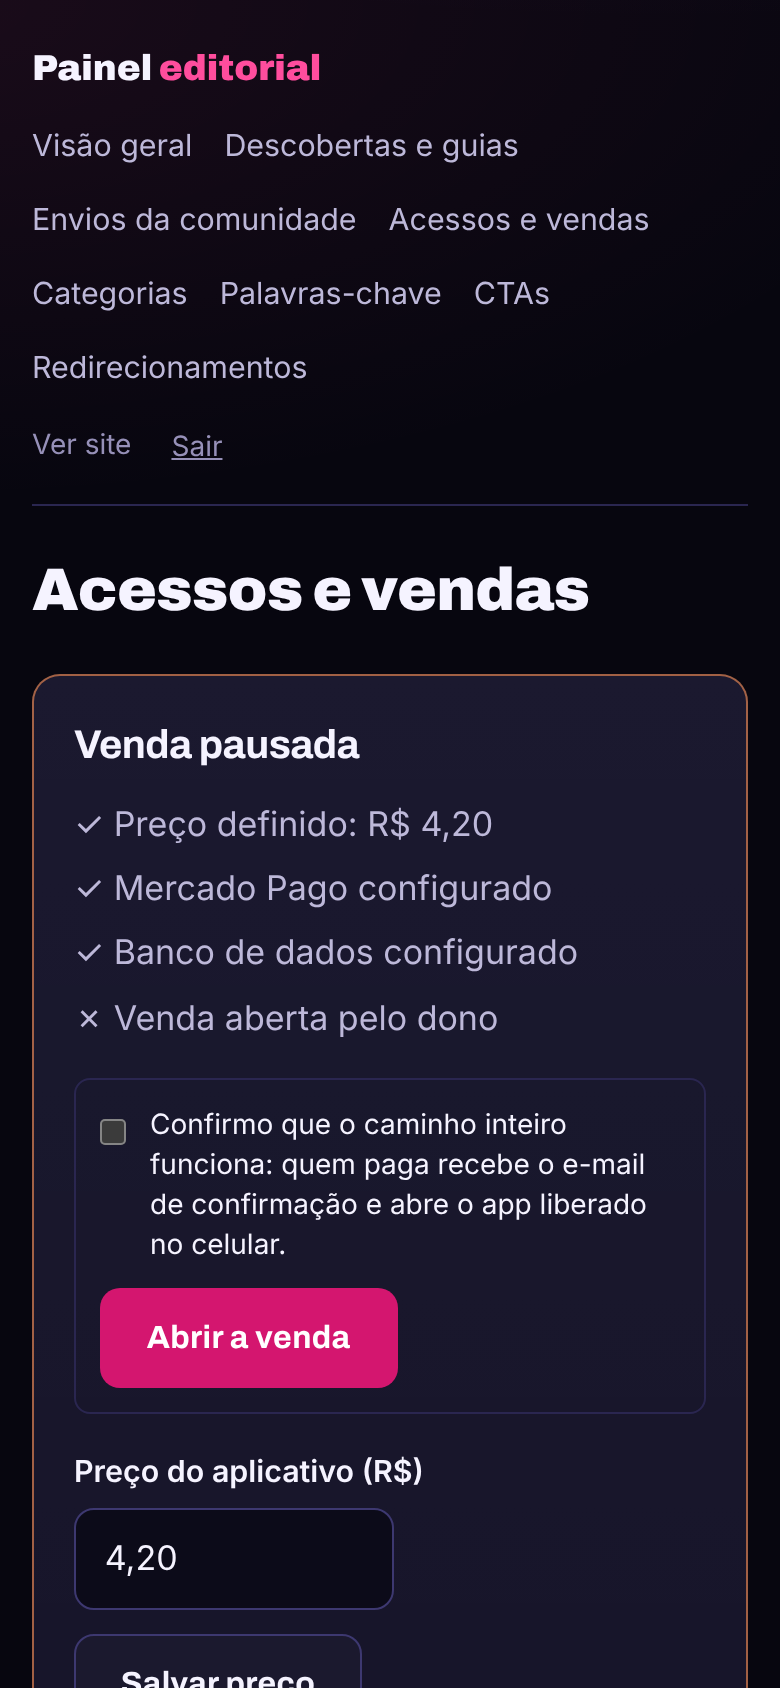 Painel editorial
Visão geral Descobertas e guias
Envios da comunidade Acessos e vendas
Categorias Palavras-chave CTAs
Redirecionamentos
Ver site Sair
Acessos e vendas
Venda pausada
✓ Preço definido: R$ 4,20
✓ Mercado Pago configurado
✓ Banco de dados configurado
✕ Venda aberta pelo dono
Confirmo que o caminho inteiro
funciona: quem paga recebe o e-mail
de confirmação e abre o app liberado
no celular.
Abrir a venda
Preço do aplicativo (R$)
4,20
Salvar preço